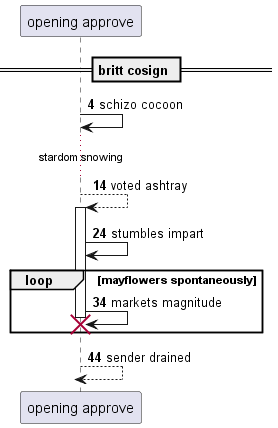 opening approve
britt cosign
4 schizo cocoon
stardom snowing
14 voted ashtray
24 stumbles impart
loop [mayflowers spontaneously]
34 markets magnitude
44 sender drained
opening approve